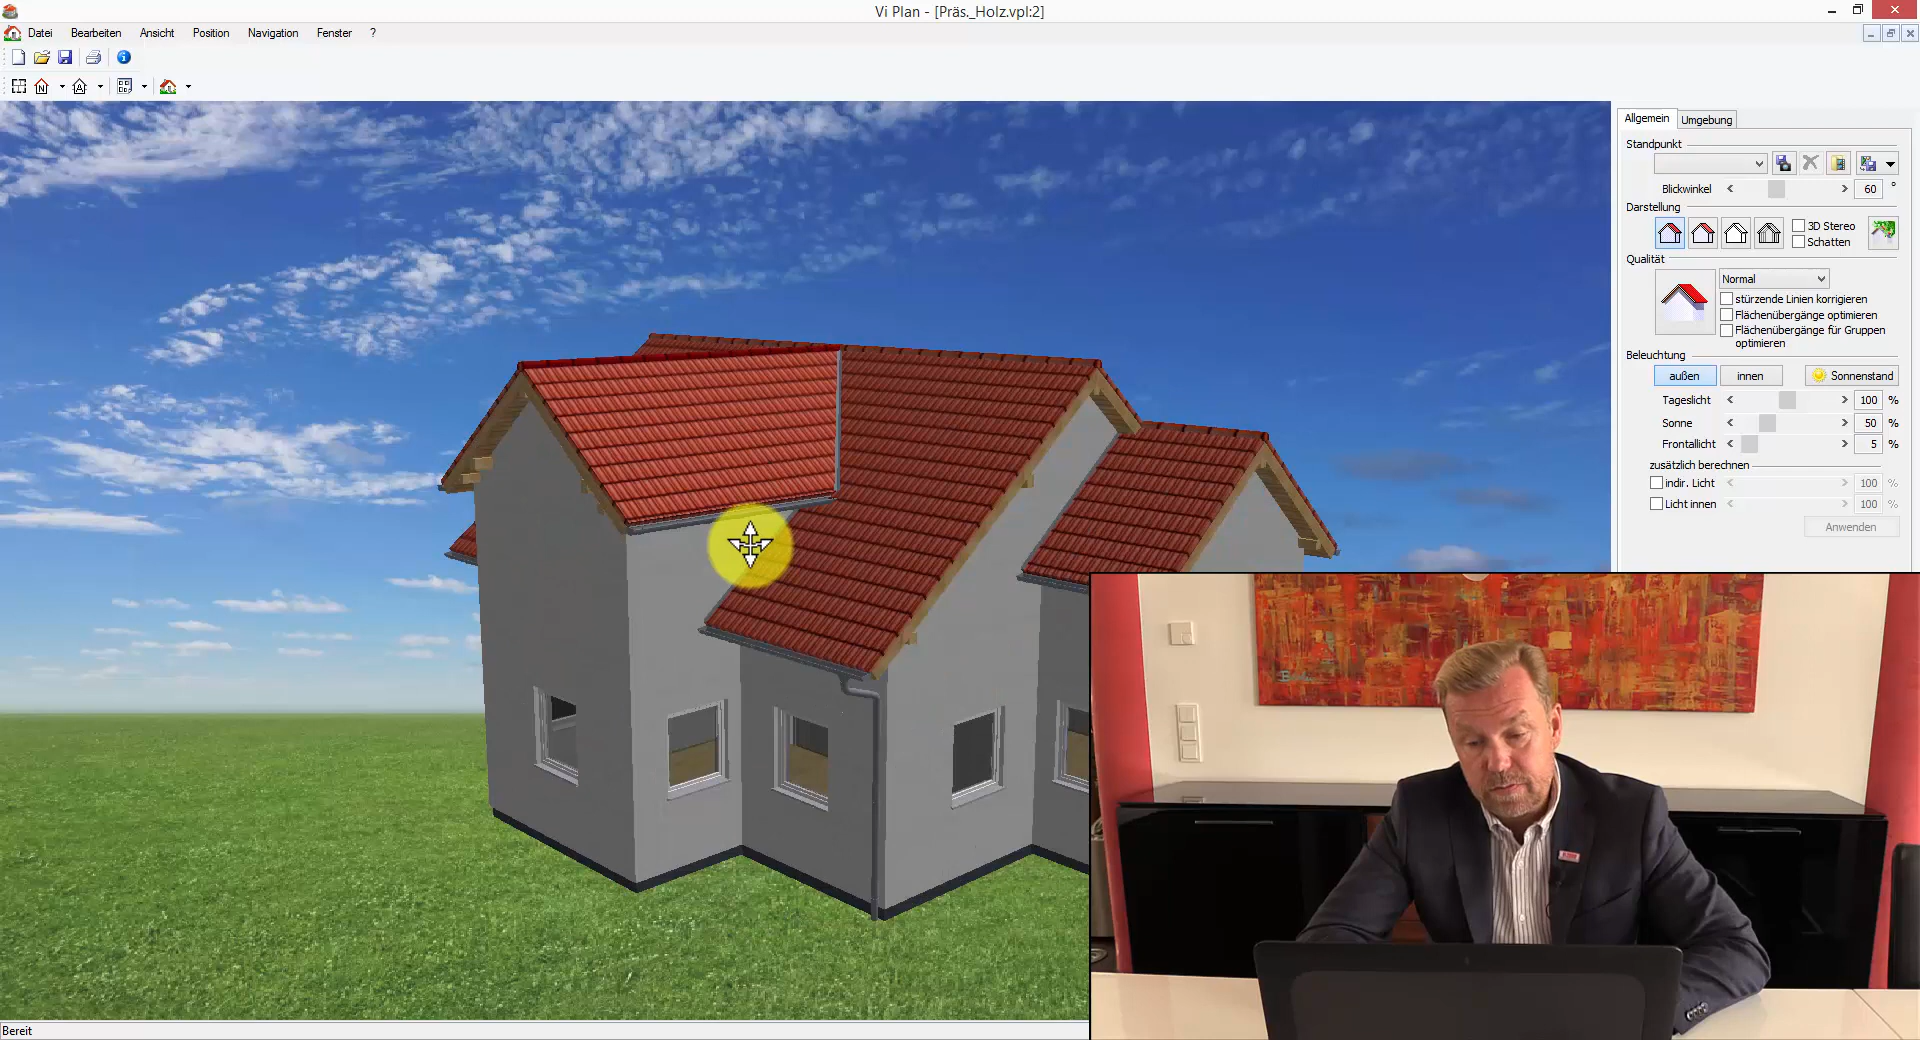 Vi Plan - [Präs._Holz.vpl:2]
Datei Bearbeiten Ansicht Position Navigation Fenster ?
Allgemein Umgebung
Standpunkt
Blickwinkel < > 60 °
Darstellung
3D Stereo
Schatten
Qualität
Normal
stürzende Linien korrigieren
Flächenübergänge optimieren
Flächenübergänge für Gruppen
optimieren
Beleuchtung
außen innen Sonnenstand
Tageslicht < > 100 %
Sonne < > 50 %
Frontallicht < > 5 %
zusätzlich berechnen
indir. Licht < > 100 %
Licht innen < > 100 %
Anwenden
Bereit